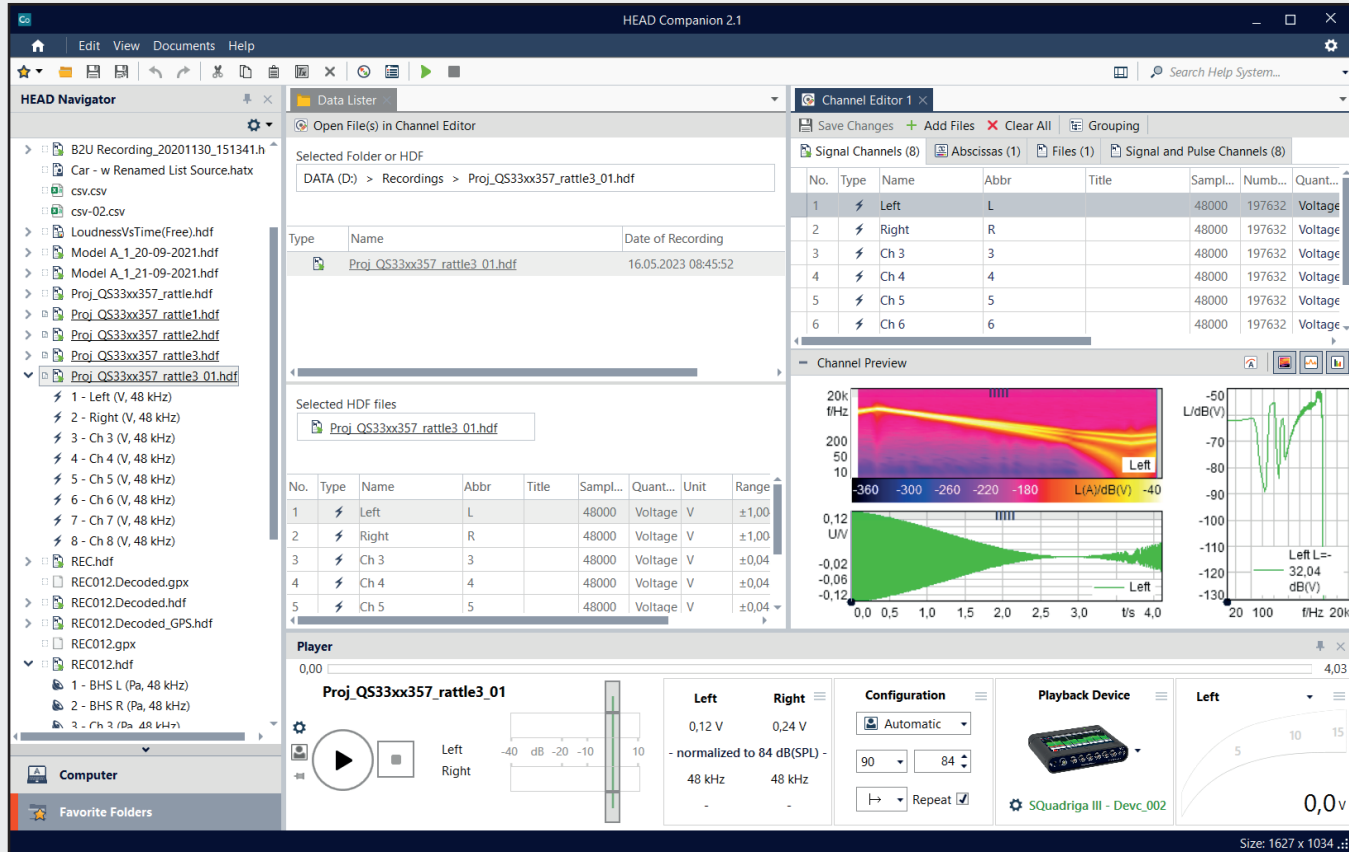 Co HEAD Companion 2.1
Edit View Documents Help
Search Help System...
HEAD Navigator
B2U Recording_20201130_151341.h
Car - w Renamed List Source.hatx
csv.csv
csv-02.csv
LoudnessVsTime(Free).hdf
Model A_1_20-09-2021.hdf
Model A_1_21-09-2021.hdf
Proj_QS33xx357_rattle.hdf
Proj_QS33xx357_rattle1.hdf
Proj_QS33xx357_rattle2.hdf
Proj_QS33xx357_rattle3.hdf
Proj_QS33xx357_rattle3_01.hdf
1 - Left (V, 48 kHz)
2 - Right (V, 48 kHz)
3 - Ch 3 (V, 48 kHz)
4 - Ch 4 (V, 48 kHz)
5 - Ch 5 (V, 48 kHz)
6 - Ch 6 (V, 48 kHz)
7 - Ch 7 (V, 48 kHz)
8 - Ch 8 (V, 48 kHz)
REC.hdf
REC012.Decoded.gpx
REC012.Decoded.hdf
REC012.Decoded_GPS.hdf
REC012.gpx
REC012.hdf
1 - BHS L (Pa, 48 kHz)
2 - BHS R (Pa, 48 kHz)
3 - Ch 3 (Pa, 48 kHz)
Computer
Favorite Folders
Data Lister
Open File(s) in Channel Editor
Selected Folder or HDF
DATA (D:) > Recordings > Proj_QS33xx357_rattle3_01.hdf
Type Name Date of Recording
Proj_QS33xx357_rattle3_01.hdf 16.05.2023 08:45:52
Selected HDF files
Proj_QS33xx357_rattle3_01.hdf
No. Type Name Abbr Title Sampl... Quant... Unit Range
1 Left L 48000 Voltage V ±1,00
2 Right R 48000 Voltage V ±1,00
3 Ch 3 3 48000 Voltage V ±0,04
4 Ch 4 4 48000 Voltage V ±0,04
5 Ch 5 5 48000 Voltage V ±0,04
Channel Editor 1
Save Changes Add Files Clear All Grouping
Signal Channels (8) Abscissas (1) Files (1) Signal and Pulse Channels (8)
No. Type Name Abbr Title Sampl... Numb... Quant...
1 Left L 48000 197632 Voltage
2 Right R 48000 197632 Voltage
3 Ch 3 3 48000 197632 Voltage
4 Ch 4 4 48000 197632 Voltage
5 Ch 5 5 48000 197632 Voltage
6 Ch 6 6 48000 197632 Voltage
Channel Preview
20k
f/Hz
200
50
10
Left
-360 -300 -260 -220 -180 L(A)/dB(V) -40
0,12
U/V
-0,02
-0,06
-0,12
Left
0,0 0,5 1,0 1,5 2,0 2,5 3,0 t/s 4,0
-50
L/dB(V)
-70
-80
-90
-100
-110
-120
-130
Left L=-
32,04
dB(V)
20 100 f/Hz 20k
Player
0,00 4,03
Proj_QS33xx357_rattle3_01
Left
Right
-40 dB -20 -10 10
Left Right
0,12 V 0,24 V
- normalized to 84 dB(SPL) -
48 kHz 48 kHz
- -
Configuration
Automatic
90 84
Repeat
Playback Device
SQuadriga III - Devc_002
Left
5 10 15
0,0 V
Size: 1627 x 1034